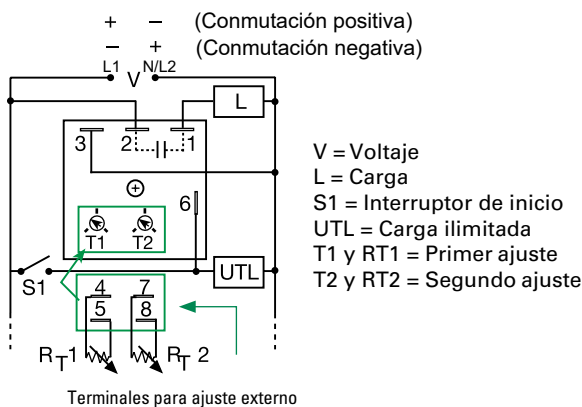 + − (Conmutación positiva)
− + (Conmutación negativa)
L1 V N/L2
L
3 2 1
6
T1 T2
S1
UTL
4 7
5 8
RT1 RT2
Terminales para ajuste externo
V = Voltaje
L = Carga
S1 = Interruptor de inicio
UTL = Carga ilimitada
T1 y RT1 = Primer ajuste
T2 y RT2 = Segundo ajuste